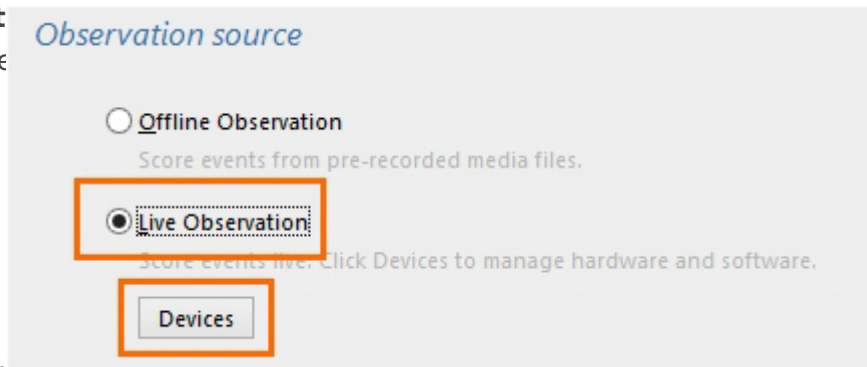 Observation source
Offline Observation
Score events from pre-recorded media files.
Live Observation
Score events live. Click Devices to manage hardware and software.
Devices